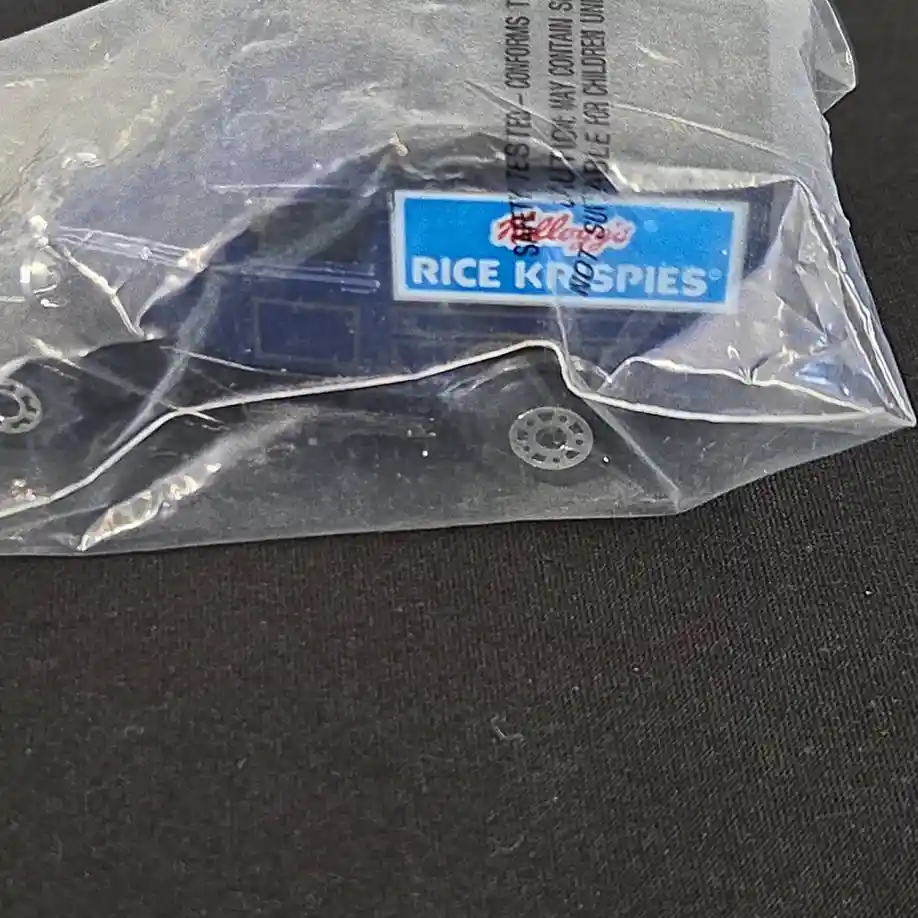 Kellogg's
RICE KRISPIES
SAFETY TESTED - CONFORMS T
CAUTION: MAY CONTAIN S
NOT SUITABLE FOR CHILDREN UN